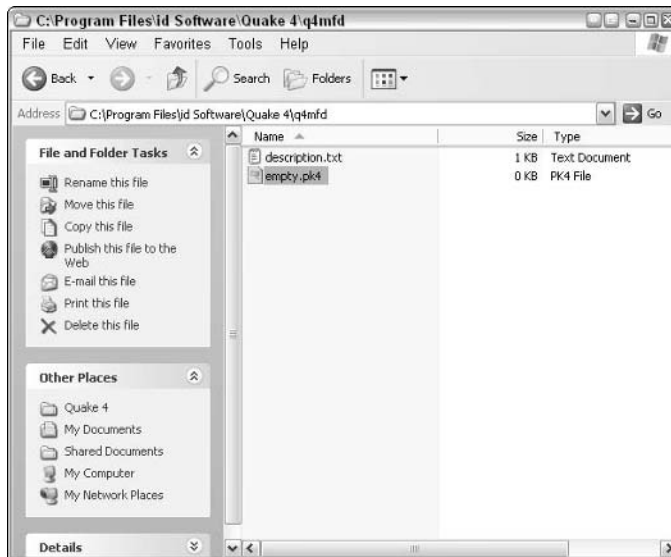 C:\Program Files\id Software\Quake 4\q4mfd
File Edit View Favorites Tools Help
Back Search Folders
Address C:\Program Files\id Software\Quake 4\q4mfd Go
File and Folder Tasks
Rename this file
Move this file
Copy this file
Publish this file to the
Web
E-mail this file
Print this file
Delete this file
Other Places
Quake 4
My Documents
Shared Documents
My Computer
My Network Places
Details
Name Size Type
description.txt 1 KB Text Document
empty.pk4 0 KB PK4 File